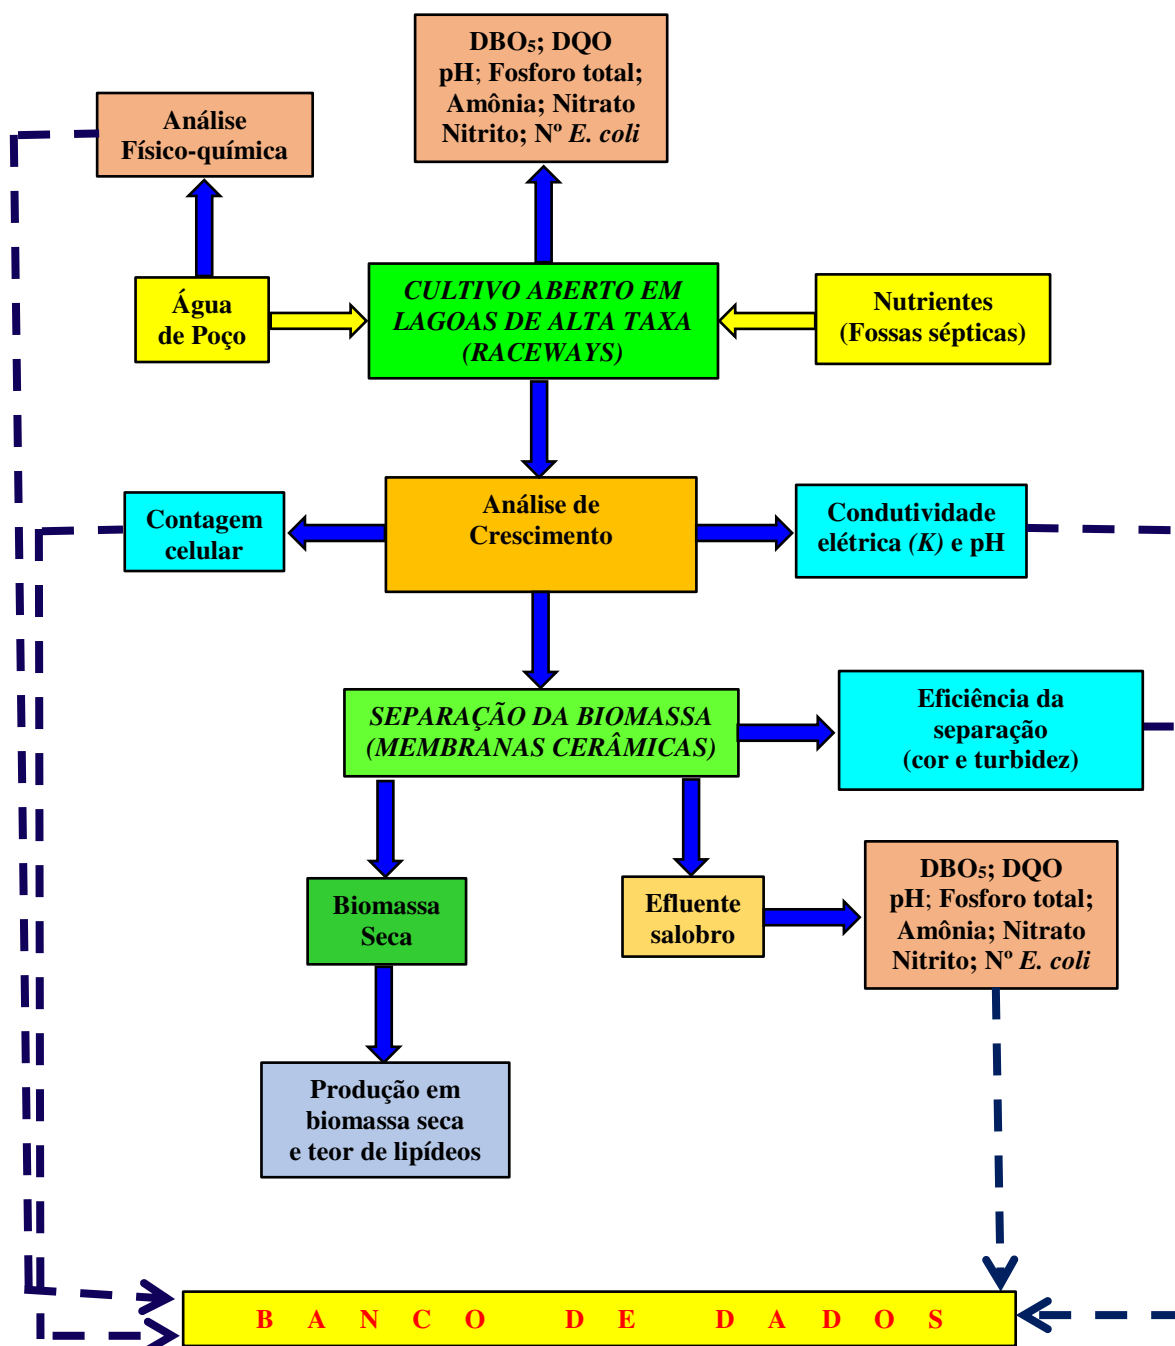 DBO₅; DQO
pH; Fosforo total;
Amônia; Nitrato
Nitrito; Nº E. coli
Análise
Físico-química
Água
de Poço
CULTIVO ABERTO EM
LAGOAS DE ALTA TAXA
(RACEWAYS)
Nutrientes
(Fossas sépticas)
Contagem
celular
Análise de
Crescimento
Condutividade
elétrica (K) e pH
SEPARAÇÃO DA BIOMASSA
(MEMBRANAS CERÂMICAS)
Eficiência da
separação
(cor e turbidez)
Biomassa
Seca
Efluente
salobro
DBO₅; DQO
pH; Fosforo total;
Amônia; Nitrato
Nitrito; Nº E. coli
Produção em
biomassa seca
e teor de lipídeos
B A N C O D E D A D O S